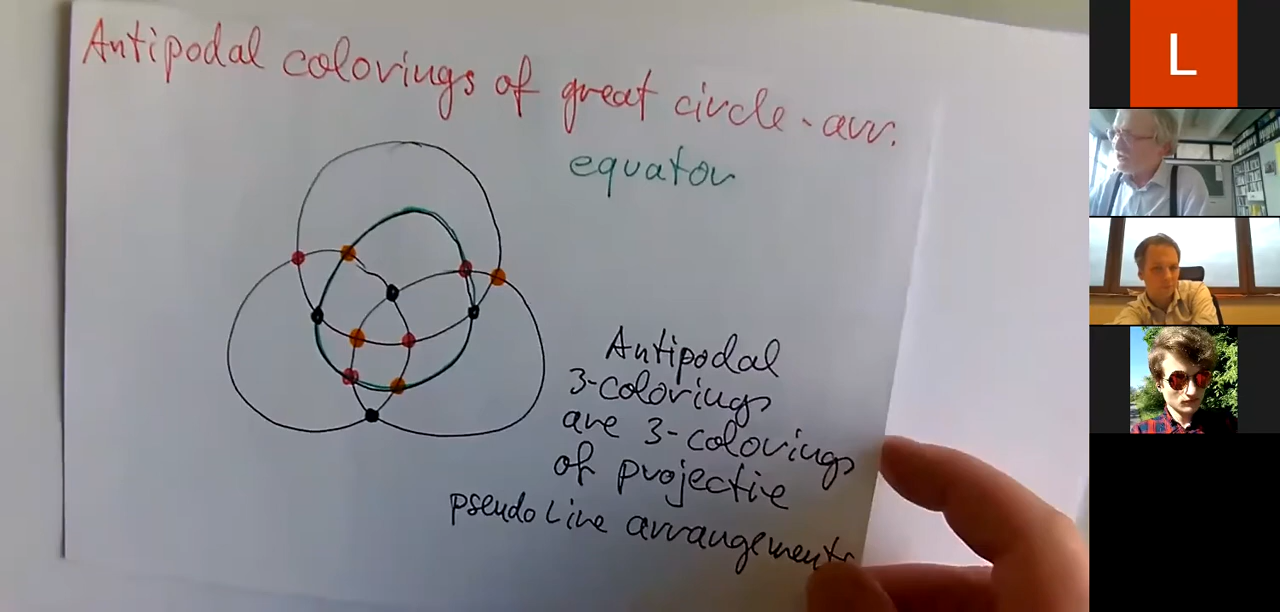 Antipodal colorings of great circle-arr.
equator
Antipodal
3-colorings
are 3-colorings
of projective
pseudoline arrangements
L